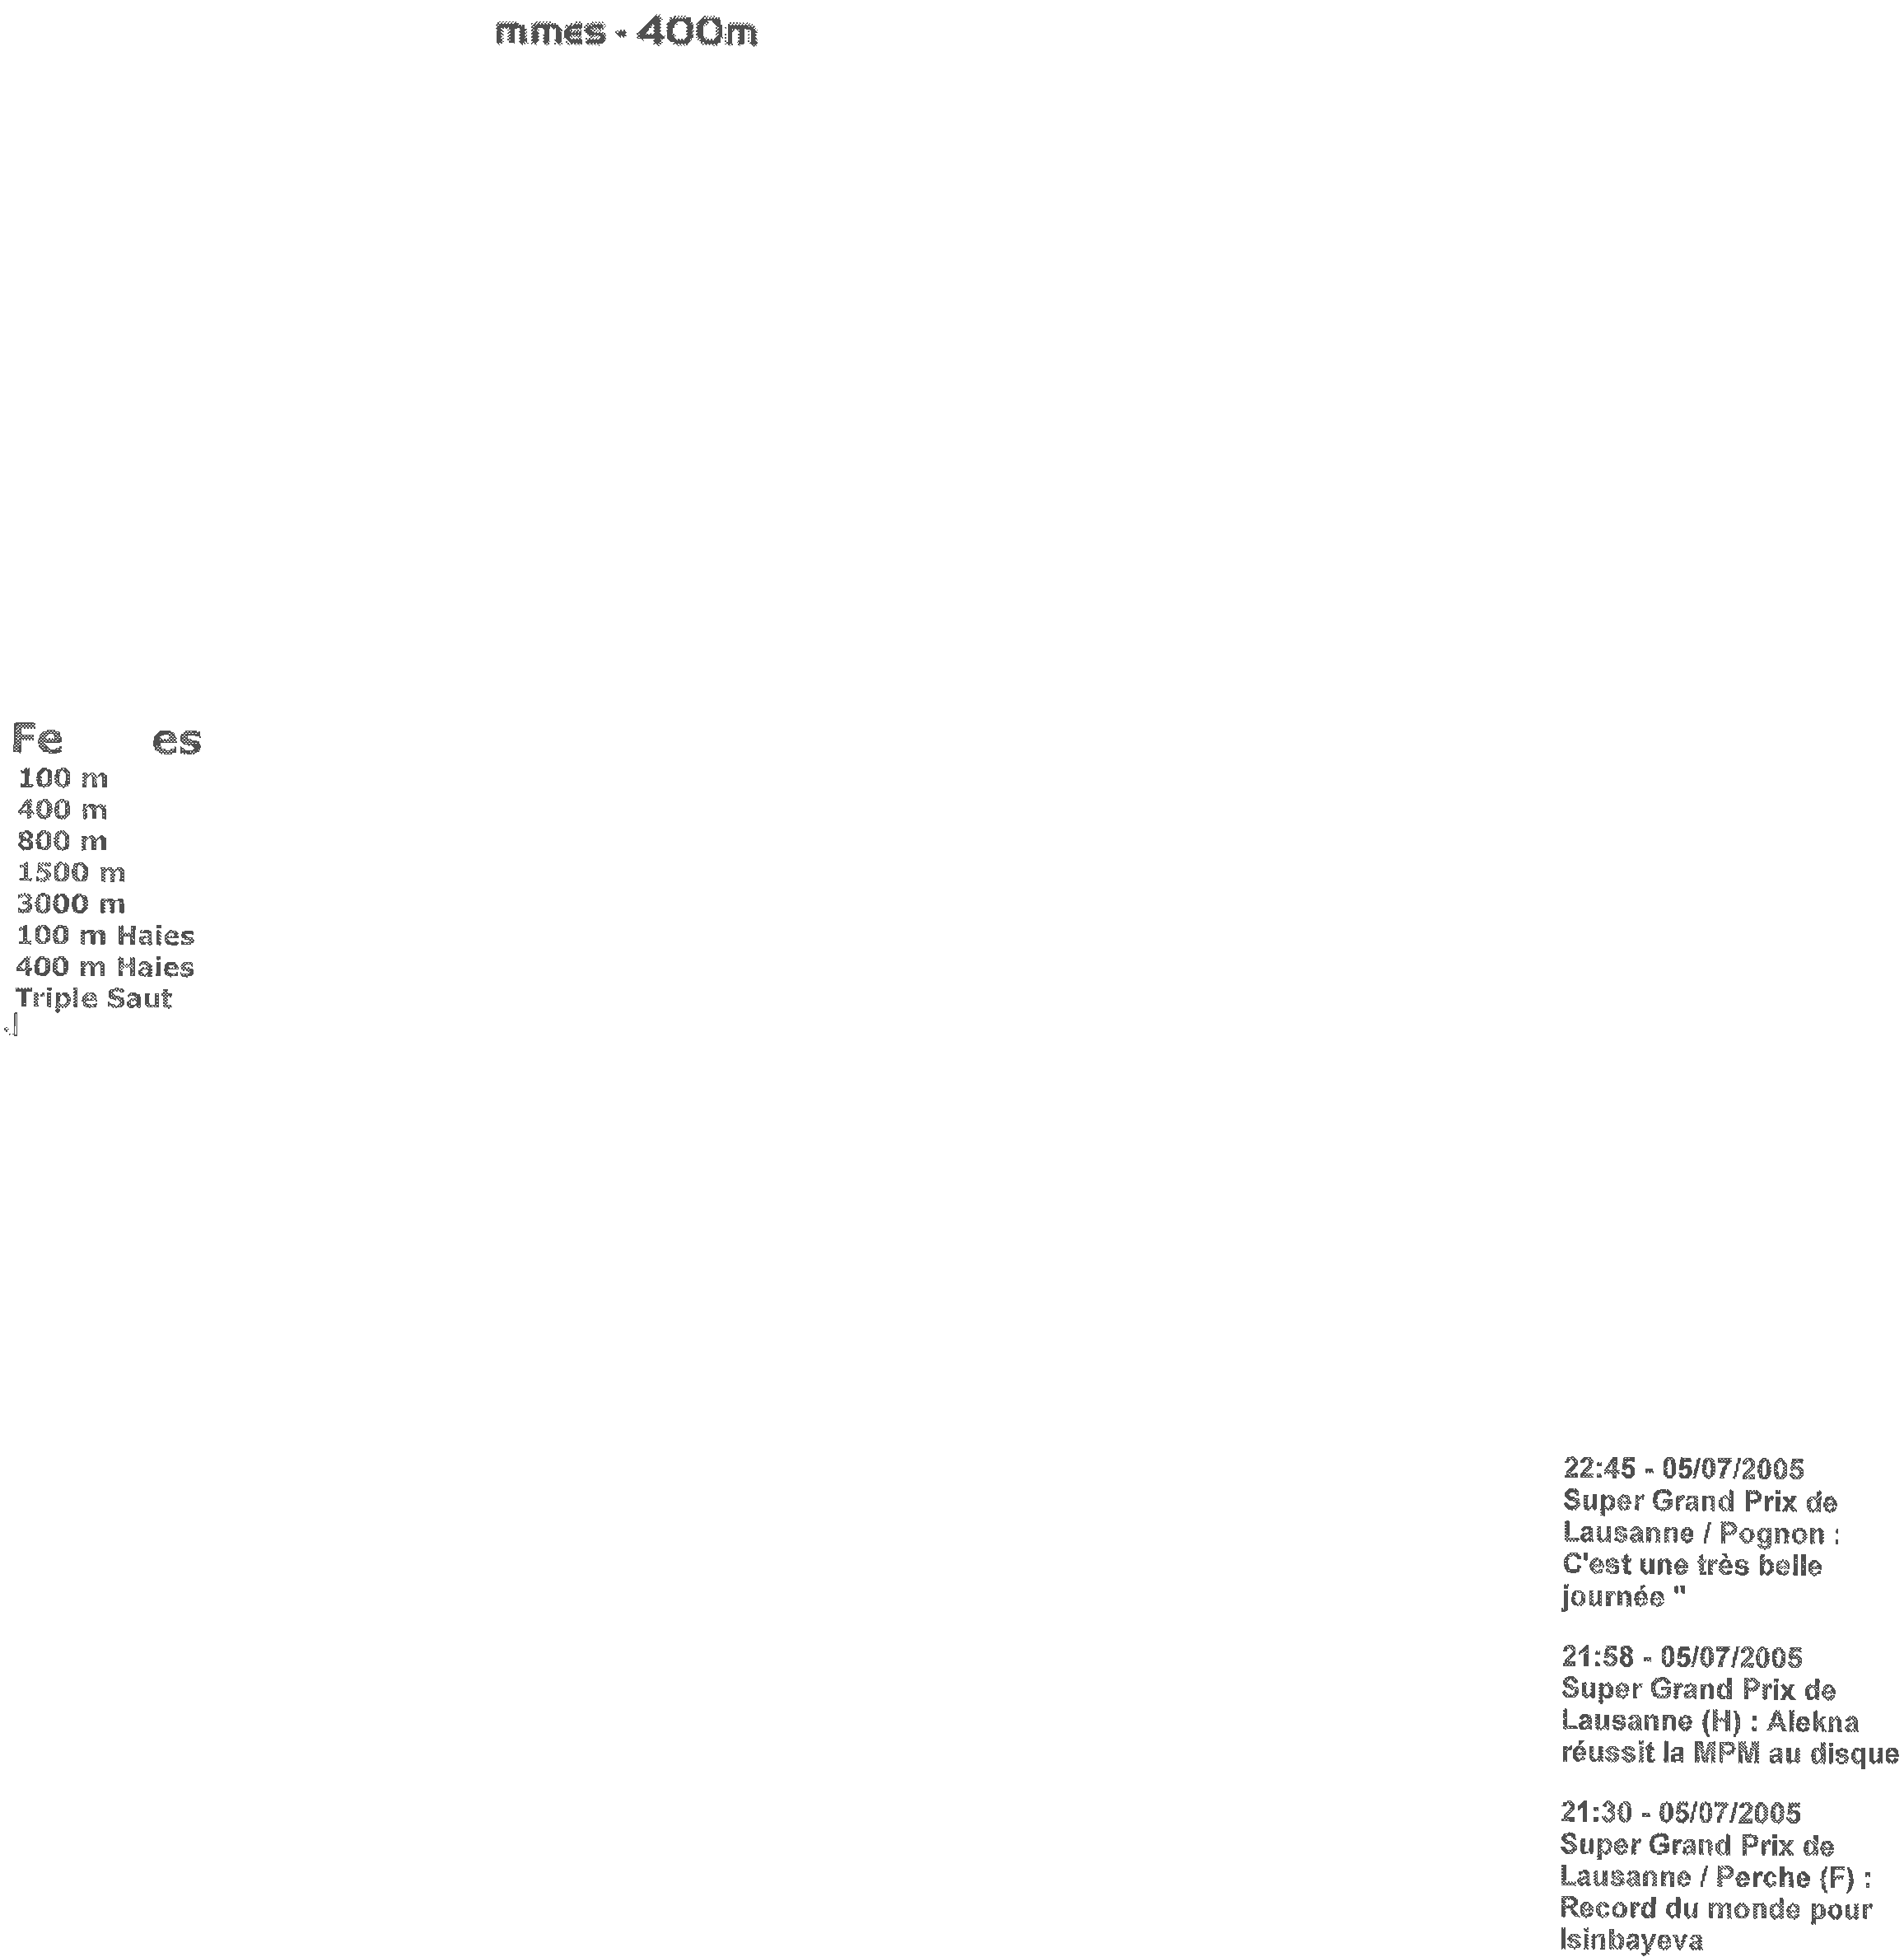 mmes - 400m
Fe es
100 m
400 m
800 m
1500 m
3000 m
100 m Haies
400 m Haies
Triple Saut
22:45 - 05/07/2005
Super Grand Prix de
Lausanne / Pognon :
C'est une très belle
journée "
21:58 - 05/07/2005
Super Grand Prix de
Lausanne (H) : Alekna
réussit la MPM au disque
21:30 - 05/07/2005
Super Grand Prix de
Lausanne / Perche (F) :
Record du monde pour
Isinbayeva